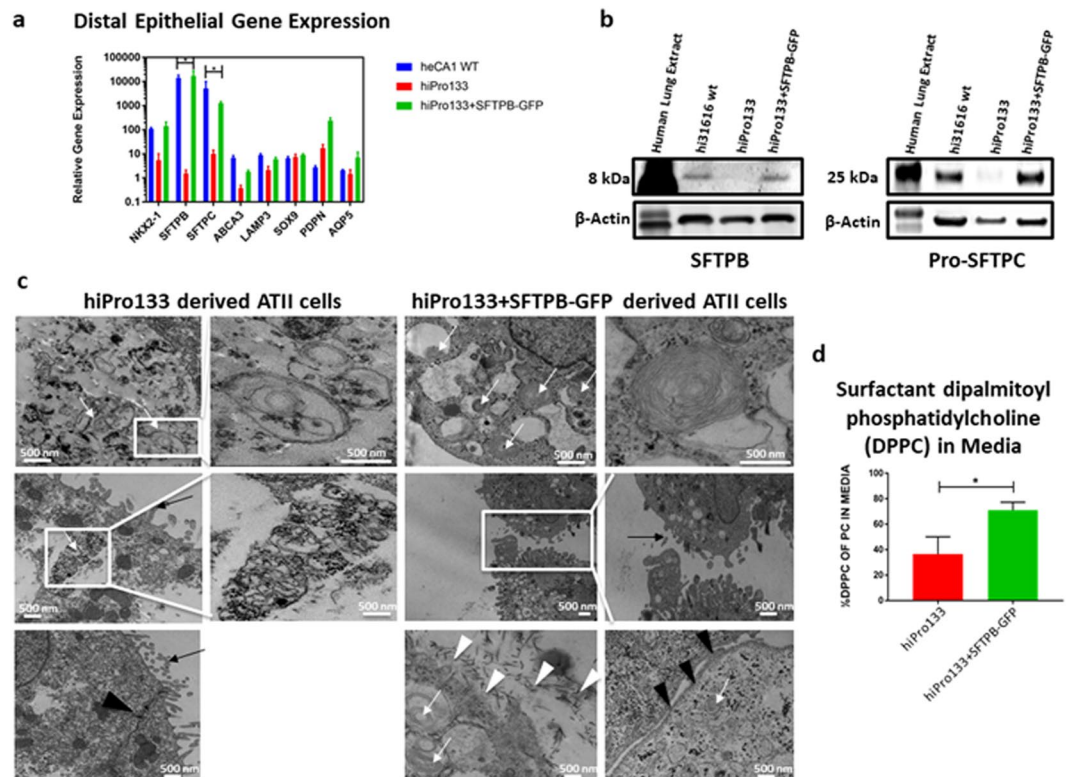 a
Distal Epithelial Gene Expression
Relative Gene Expression
100000
10000
1000
100
10
1
0.1
*
*
NKX2-1
SFTPB
SFTPC
ABCA3
LAMP3
SOX9
PDPN
AQP5
heCA1 WT
hiPro133
hiPro133+SFTPB-GFP
b
Human Lung Extract
hi31616 wt
hiPro133
hiPro133+SFTPB-GFP
8 kDa
β-Actin
SFTPB
Human Lung Extract
hi31616 wt
hiPro133
hiPro133+SFTPB-GFP
25 kDa
β-Actin
Pro-SFTPC
c
hiPro133 derived ATII cells
hiPro133+SFTPB-GFP derived ATII cells
500 nm
500 nm
500 nm
500 nm
500 nm
500 nm
500 nm
500 nm
500 nm
500 nm
500 nm
d
Surfactant dipalmitoyl
phosphatidylcholine
(DPPC) in Media
%DPPC OF PC IN MEDIA
100
80
60
40
20
0
*
hiPro133
hiPro133+SFTPB-GFP